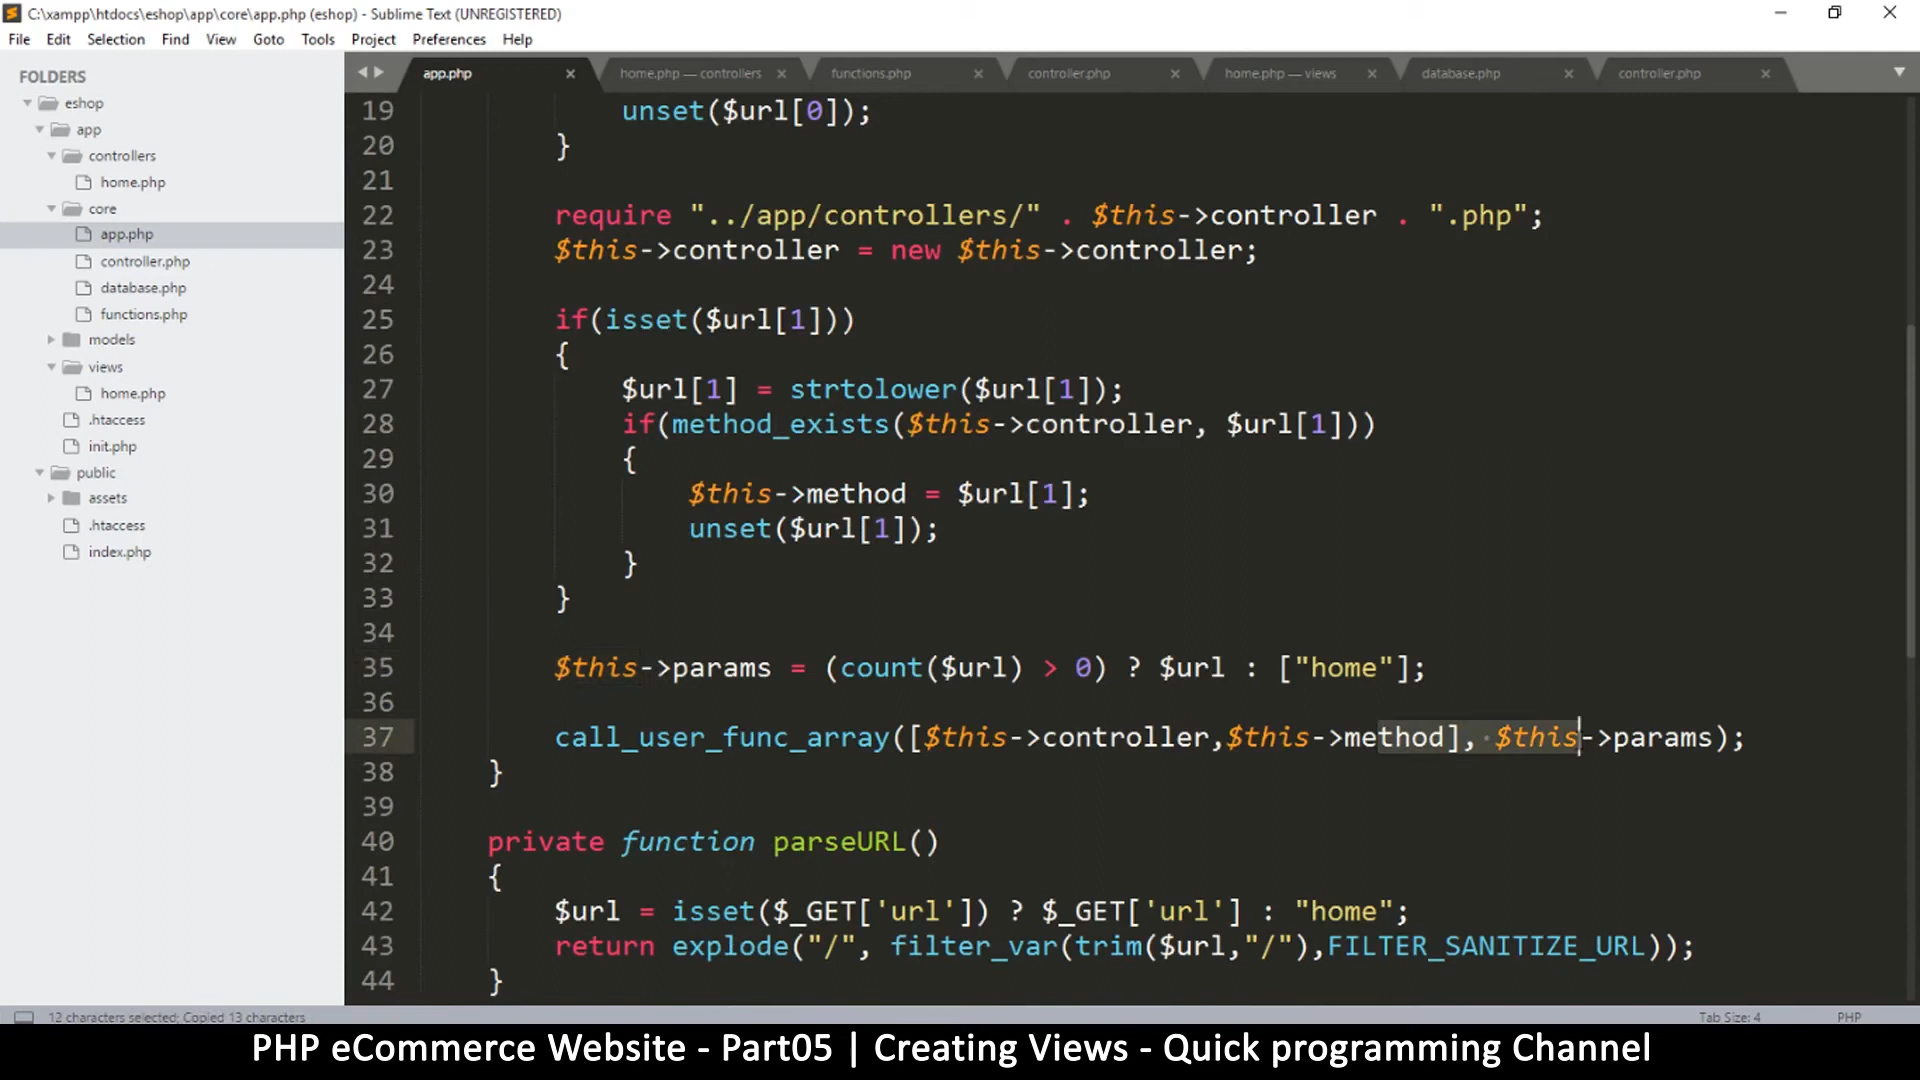 C:\xampp\htdocs\eshop\app\core\app.php (eshop) - Sublime Text (UNREGISTERED)
File Edit Selection Find View Goto Tools Project Preferences Help
FOLDERS
eshop
app
controllers
home.php
core
app.php
controller.php
database.php
functions.php
models
views
home.php
.htaccess
init.php
public
assets
.htaccess
index.php
app.php home.php — controllers functions.php controller.php home.php — views database.php controller.php
19 unset($url[0]);
20 }
21
22 require "../app/controllers/" . $this->controller . ".php";
23 $this->controller = new $this->controller;
24
25 if(isset($url[1]))
26 {
27 $url[1] = strtolower($url[1]);
28 if(method_exists($this->controller, $url[1]))
29 {
30 $this->method = $url[1];
31 unset($url[1]);
32 }
33 }
34
35 $this->params = (count($url) > 0) ? $url : ["home"];
36
37 call_user_func_array([$this->controller,$this->method], $this->params);
38 }
39
40 private function parseURL()
41 {
42 $url = isset($_GET['url']) ? $_GET['url'] : "home";
43 return explode("/", filter_var(trim($url,"/"),FILTER_SANITIZE_URL));
44 }
12 characters selected; Copied 13 characters Tab Size: 4 PHP
PHP eCommerce Website - Part05 | Creating Views - Quick programming Channel